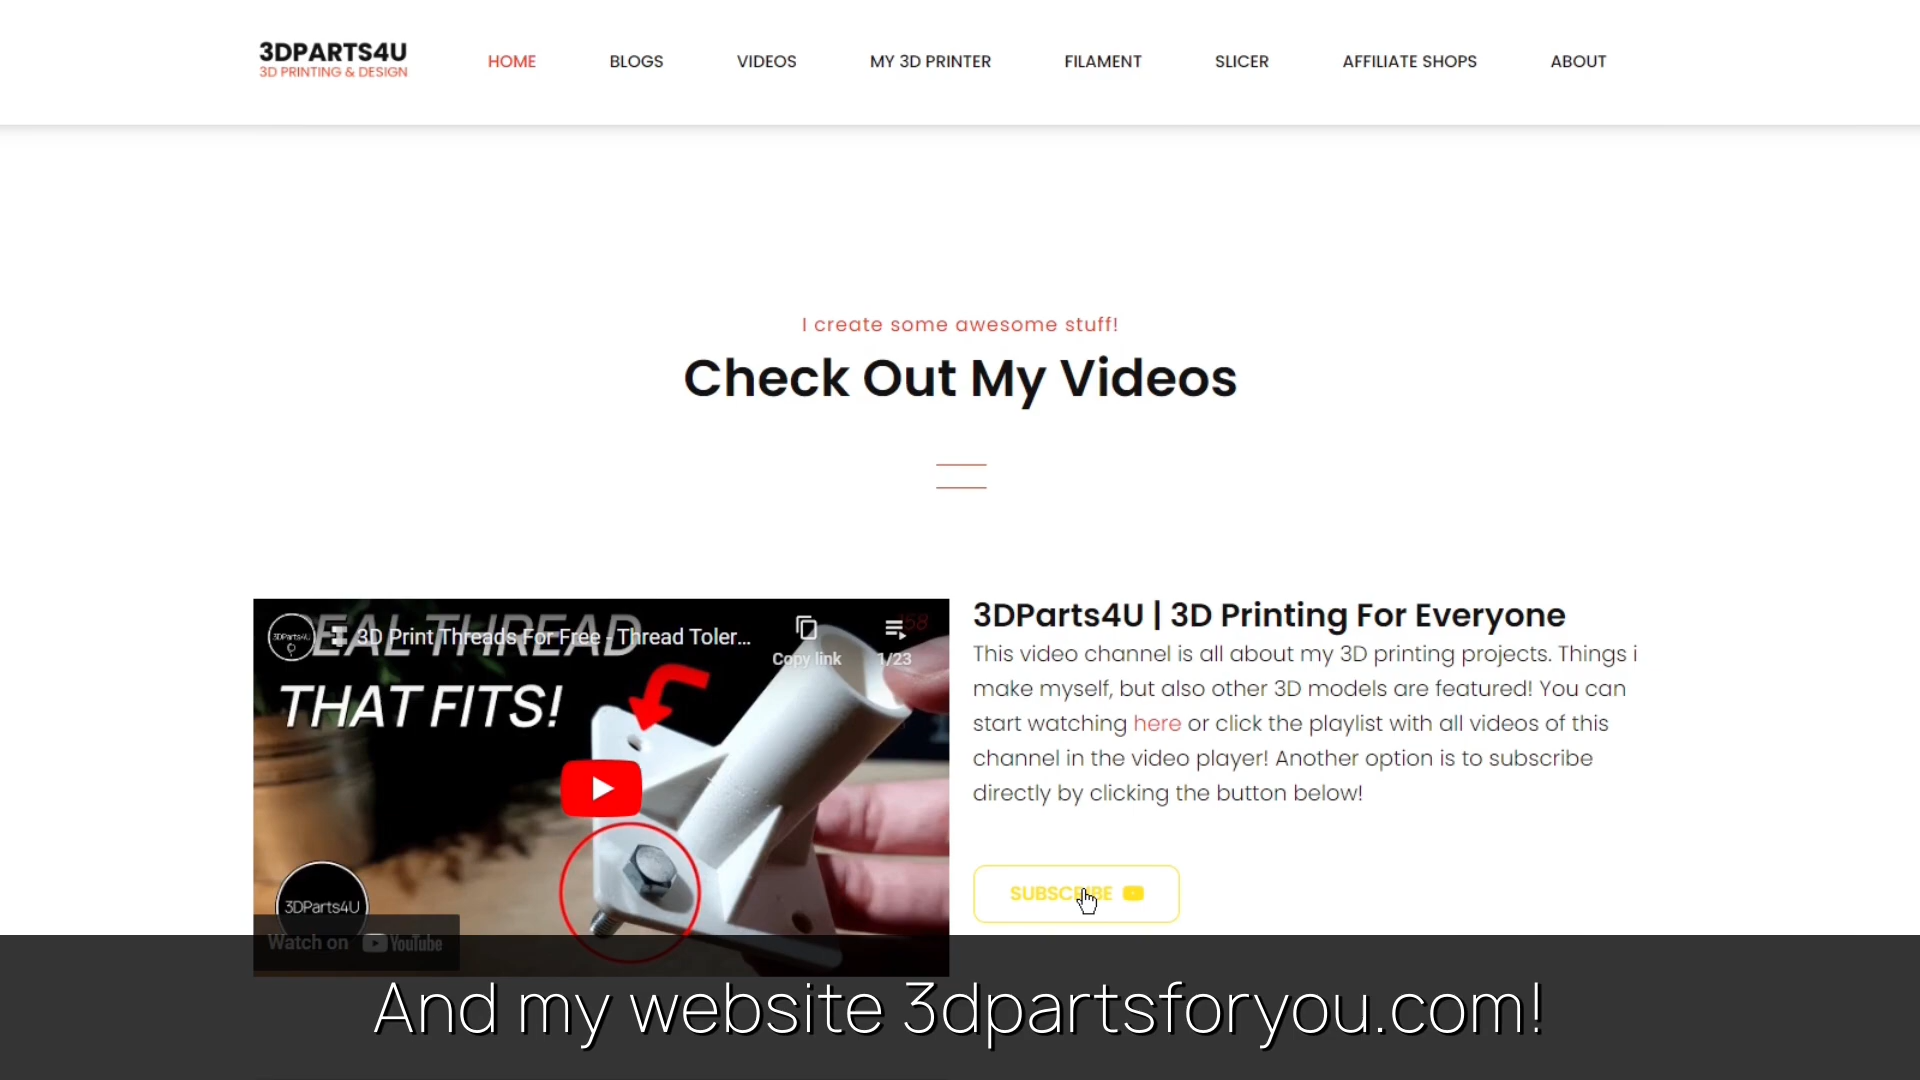 3DPARTS4U
3D PRINTING & DESIGN
HOME
BLOGS
VIDEOS
MY 3D PRINTER
FILAMENT
SLICER
AFFILIATE SHOPS
ABOUT
I create some awesome stuff!
Check Out My Videos
3DParts4U
3D Print Threads For Free - Thread Toler...
Copy link
1/23
REAL THREAD
THAT FITS!
3DParts4U
Watch on YouTube
3DParts4U | 3D Printing For Everyone
This video channel is all about my 3D printing projects. Things i
make myself, but also other 3D models are featured! You can
start watching here or click the playlist with all videos of this
channel in the video player! Another option is to subscribe
directly by clicking the button below!
SUBSCRIBE
And my website 3dpartsforyou.com!